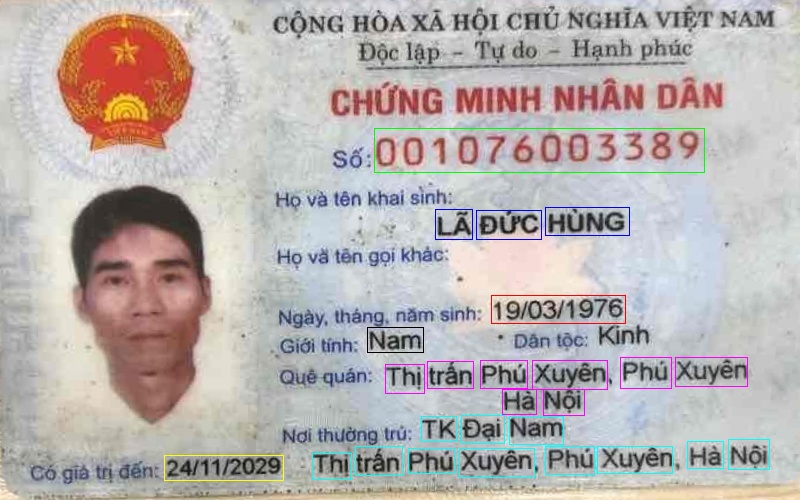 CỘNG HÒA XÃ HỘI CHỦ NGHĨA VIỆT NAM
Độc lập - Tự do - Hạnh phúc
CHỨNG MINH NHÂN DÂN
Số: 001076003389
Họ và tên khai sinh:
LÃ ĐỨC HÙNG
Họ và tên gọi khác:
Ngày, tháng, năm sinh: 19/03/1976
Giới tính: Nam Dân tộc: Kinh
Quê quán: Thị trấn Phú Xuyên, Phú Xuyên
Hà Nội
Nơi thường trú: TK Đại Nam
Có giá trị đến: 24/11/2029 Thị trấn Phú Xuyên, Phú Xuyên, Hà Nội